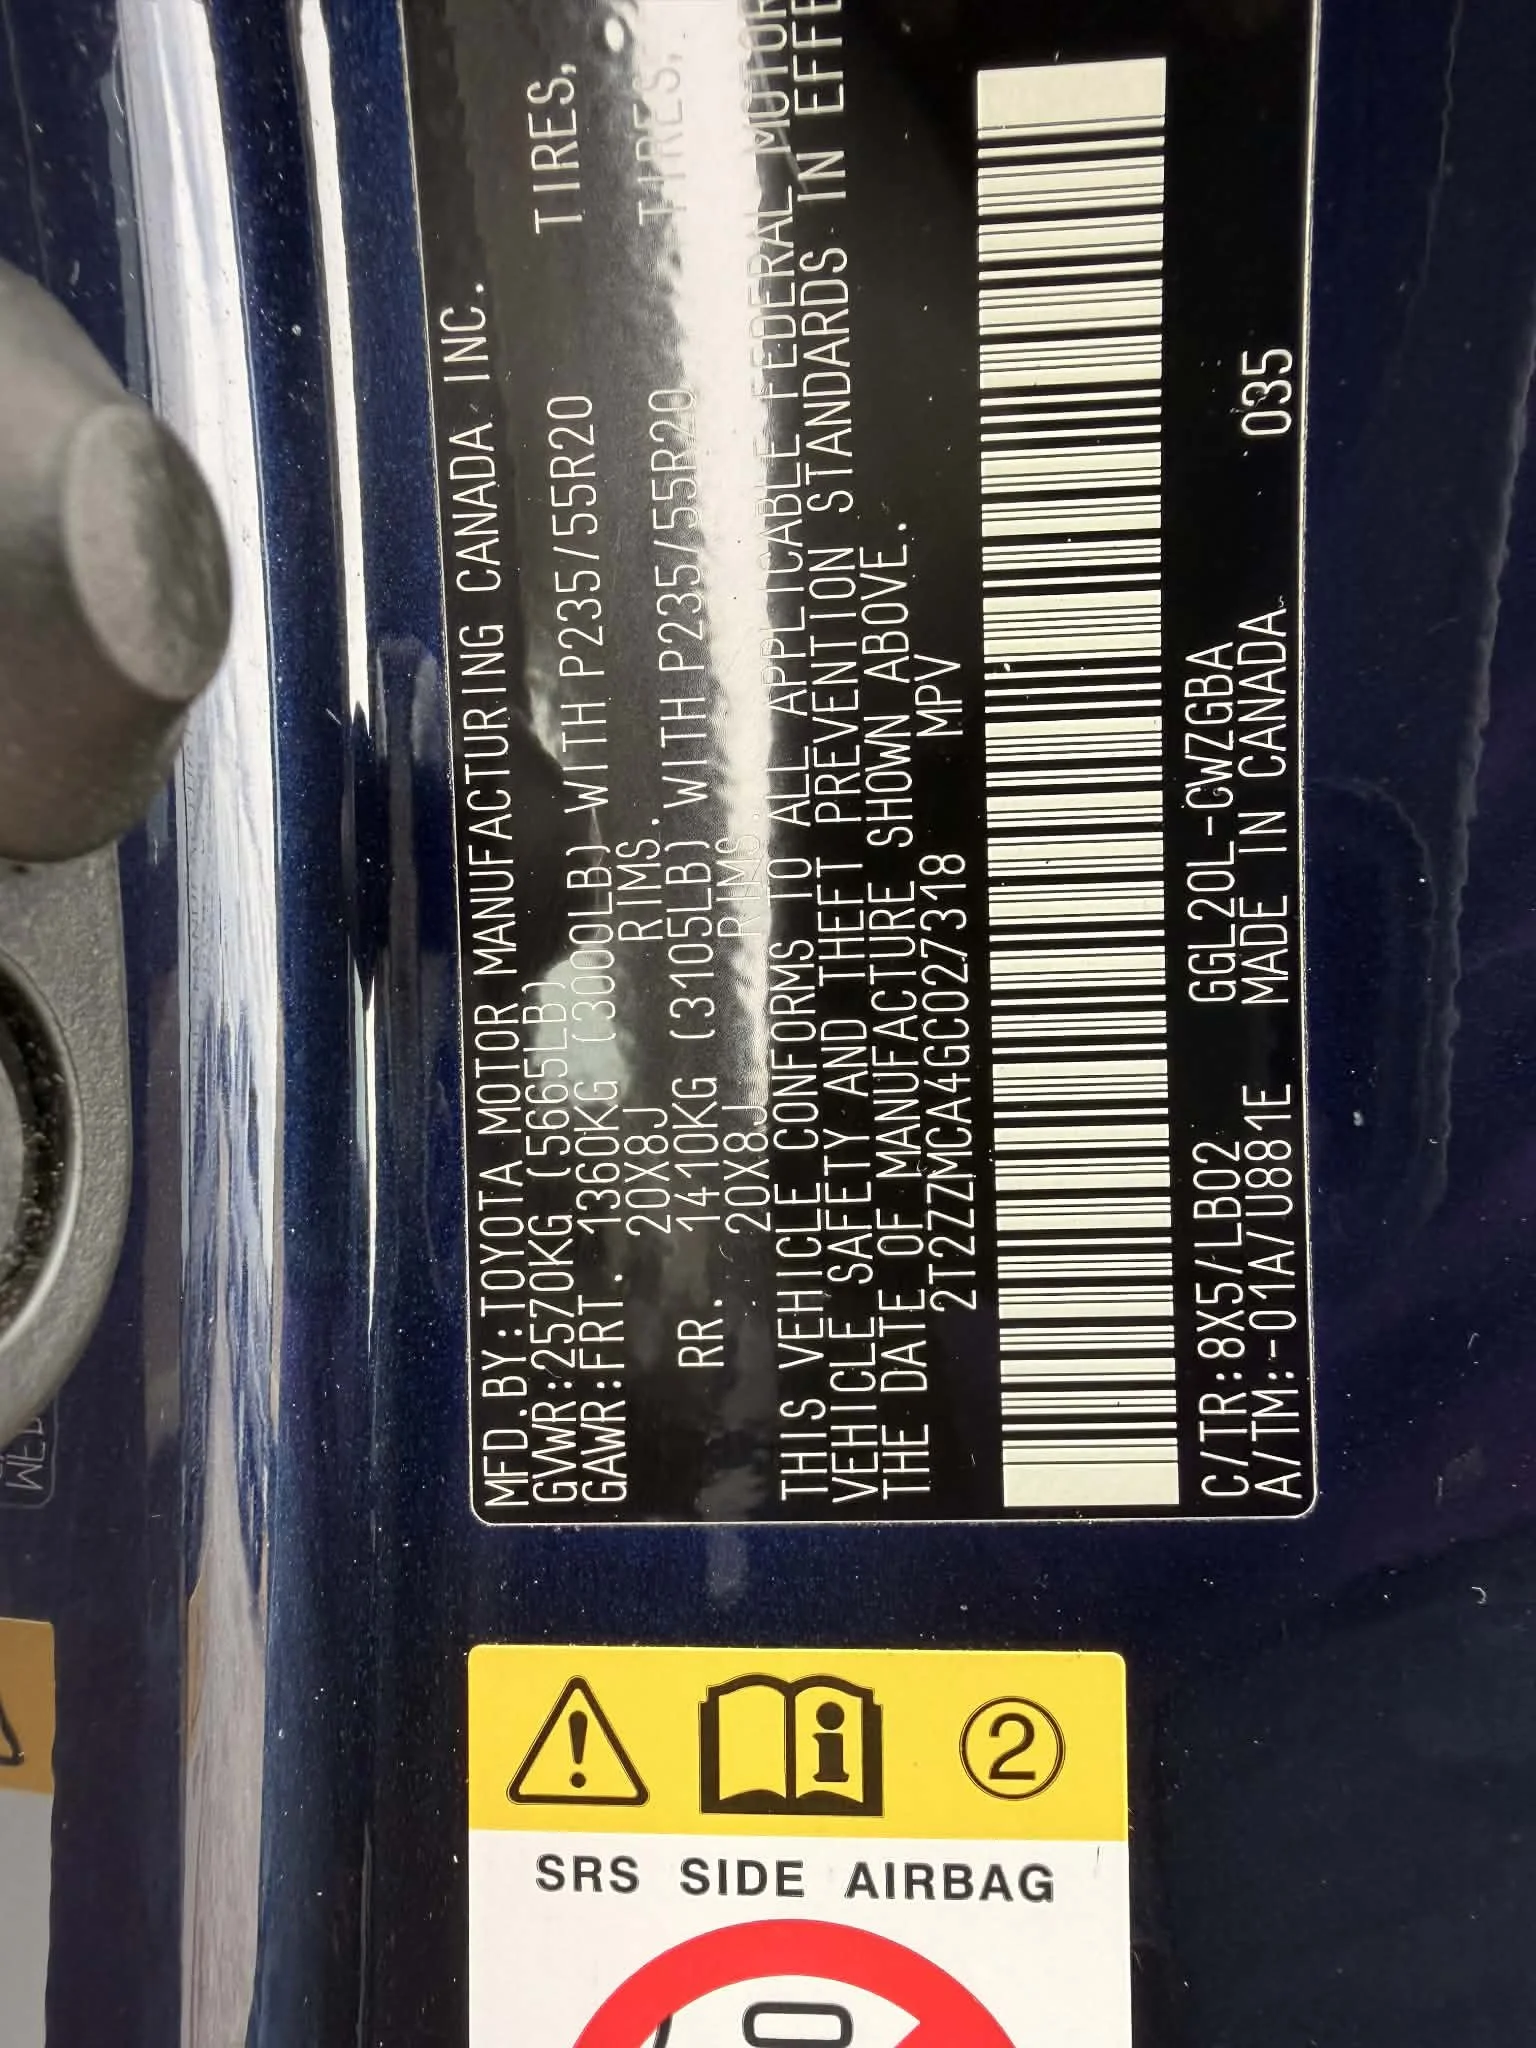 MFD.BY:TOYOTA MOTOR MANUFACTURING CANADA INC.
GVWR:2570KG (5665LB)
GAWR:FRT. 1360KG (3000LB) WITH P235/55R20 TIRES,
20X8J RIMS.
RR. 1410KG (3105LB) WITH P235/55R20 TIRES,
20X8J RIMS.
THIS VEHICLE CONFORMS TO ALL APPLICABLE FEDERAL MOTOR
VEHICLE SAFETY AND THEFT PREVENTION STANDARDS IN EFFE
THE DATE OF MANUFACTURE SHOWN ABOVE.
2T2ZZMCA4GC027318 MPV
C/TR:8X5/LB02 GGL20L-CWZGBA
A/TM:-01A/U881E MADE IN CANADA 035
2
SRS SIDE AIRBAG